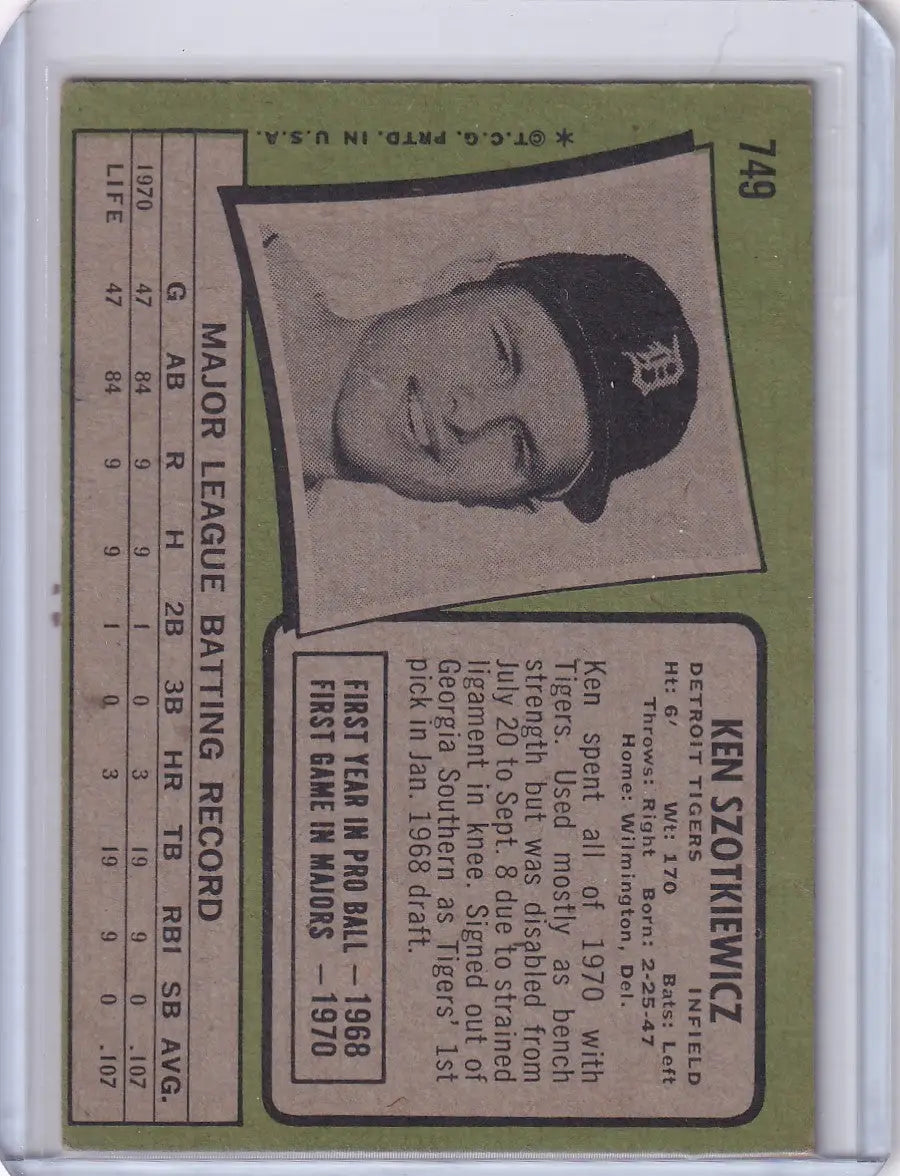 749
KEN SZOTKIEWICZ
DETROIT TIGERS INFIELD
Ht: 6' Wt: 170 Bats: Left
Throws: Right Born: 2-25-47
Home: Wilmington, Del.
Ken spent all of 1970 with
Tigers. Used mostly as bench
strength but was disabled from
July 20 to Sept. 8 due to strained
ligament in knee. Signed out of
Georgia Southern as Tigers' 1st
pick in Jan. 1968 draft.
FIRST YEAR IN PRO BALL — 1968
FIRST GAME IN MAJORS — 1970
D
MAJOR LEAGUE BATTING RECORD
G AB R H 2B 3B HR TB RBI SB AVG.
1970 47 84 9 9 1 0 3 19 9 0 .107
LIFE 47 84 9 9 1 0 3 19 9 0 .107
* ©T.C.G. PRTD. IN U.S.A.